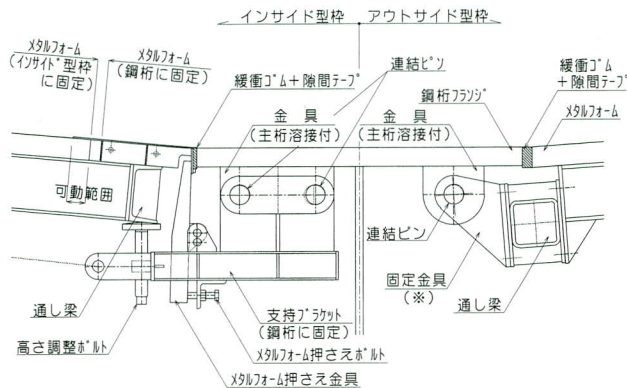 インサイド型枠
アウトサイド型枠
メタルフォーム
(インサイド型枠
に固定)
メタルフォーム
(鋼桁に固定)
緩衝ゴム+隙間テープ
連結ピン
金 具
(主桁溶接付)
金 具
(主桁溶接付)
鋼桁フランジ
緩衝ゴム
+隙間テープ
メタルフォーム
可動範囲
連結ピン
固定金具
(※)
通し梁
通し梁
支持ブラケット
(鋼桁に固定)
高さ調整ボルト
メタルフォーム押さえボルト
メタルフォーム押さえ金具